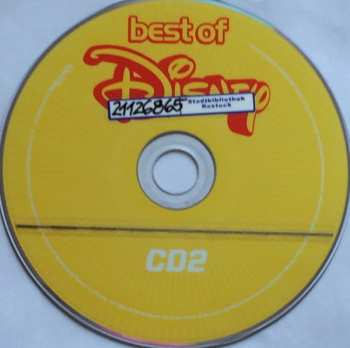 best of
Disney
21126865
Stadtbibliothek
Rostock
CD2